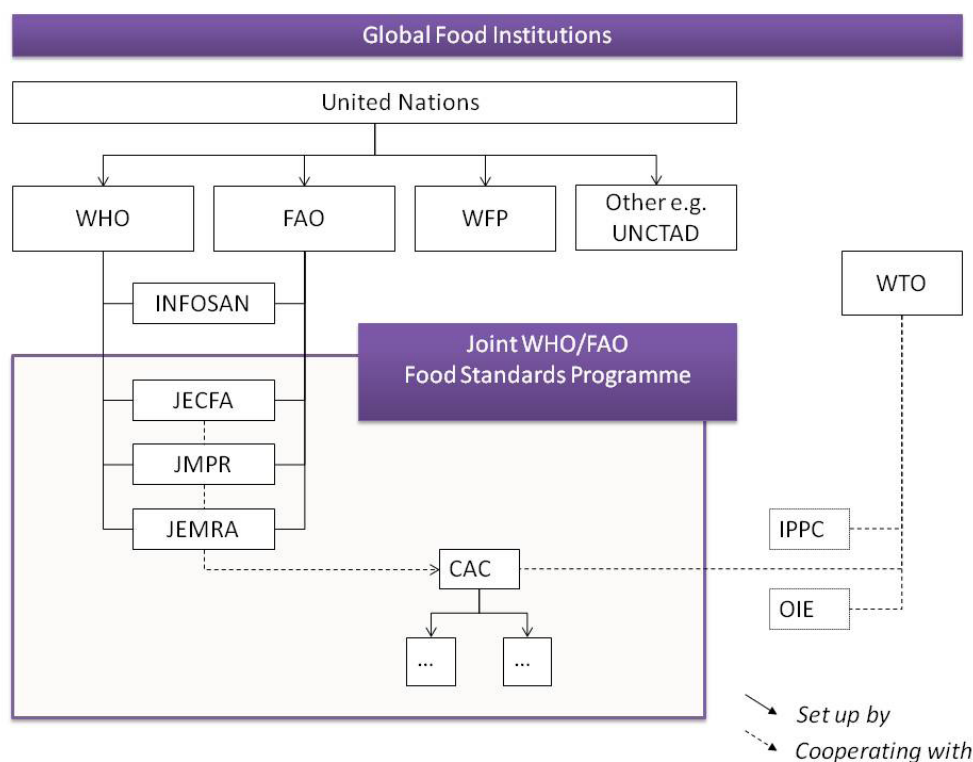 Global Food Institutions
United Nations
WHO
FAO
WFP
Other e.g.
UNCTAD
WTO
INFOSAN
Joint WHO/FAO
Food Standards Programme
JECFA
JMPR
JEMRA
IPPC
CAC
OIE
...
...
Set up by
Cooperating with